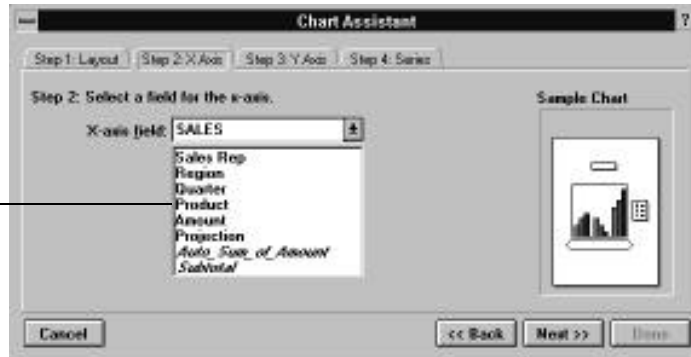 Chart Assistant ?
Step 1: Layout Step 2: X Axis Step 3: Y Axis Step 4: Series
Step 2: Select a field for the x-axis. Sample Chart
X-axis field: SALES
Sales Rep
Region
Quarter
Product
Amount
Projection
Auto_Sum_of_Amount
Subtotal
Cancel << Back Next >> Done